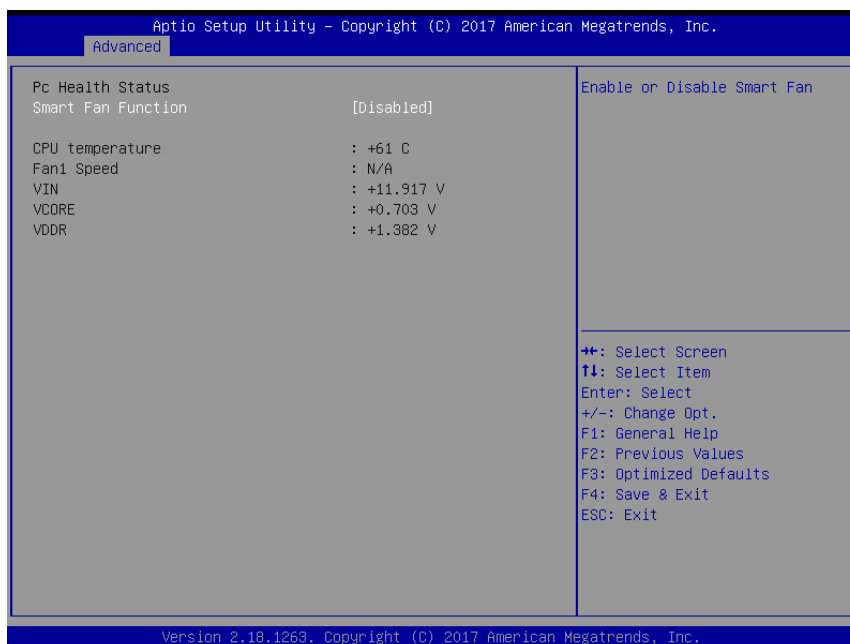 Aptio Setup Utility – Copyright (C) 2017 American Megatrends, Inc.
Advanced
Pc Health Status
Smart Fan Function [Disabled]
CPU temperature : +61 C
Fan1 Speed : N/A
VIN : +11.917 V
VCORE : +0.703 V
VDDR : +1.382 V
Enable or Disable Smart Fan
→←: Select Screen
↑↓: Select Item
Enter: Select
+/-: Change Opt.
F1: General Help
F2: Previous Values
F3: Optimized Defaults
F4: Save & Exit
ESC: Exit
Version 2.18.1263. Copyright (C) 2017 American Megatrends, Inc.